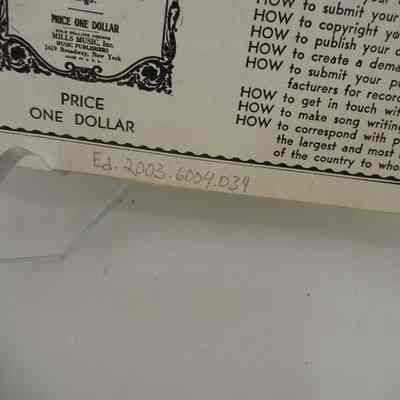 PRICE ONE DOLLAR
MILLS MUSIC, Inc.
MUSIC PUBLISHERS
1619 Broadway, New York
PRICE
ONE DOLLAR
HOW to submit your
HOW to copyright yo
HOW to publish your o
HOW to create a dema
HOW to submit your pu
facturers for record
HOW to get in touch wit
HOW to make song writing
HOW to correspond with p
the largest and most
of the country to who
Ed. 2003.6004.034